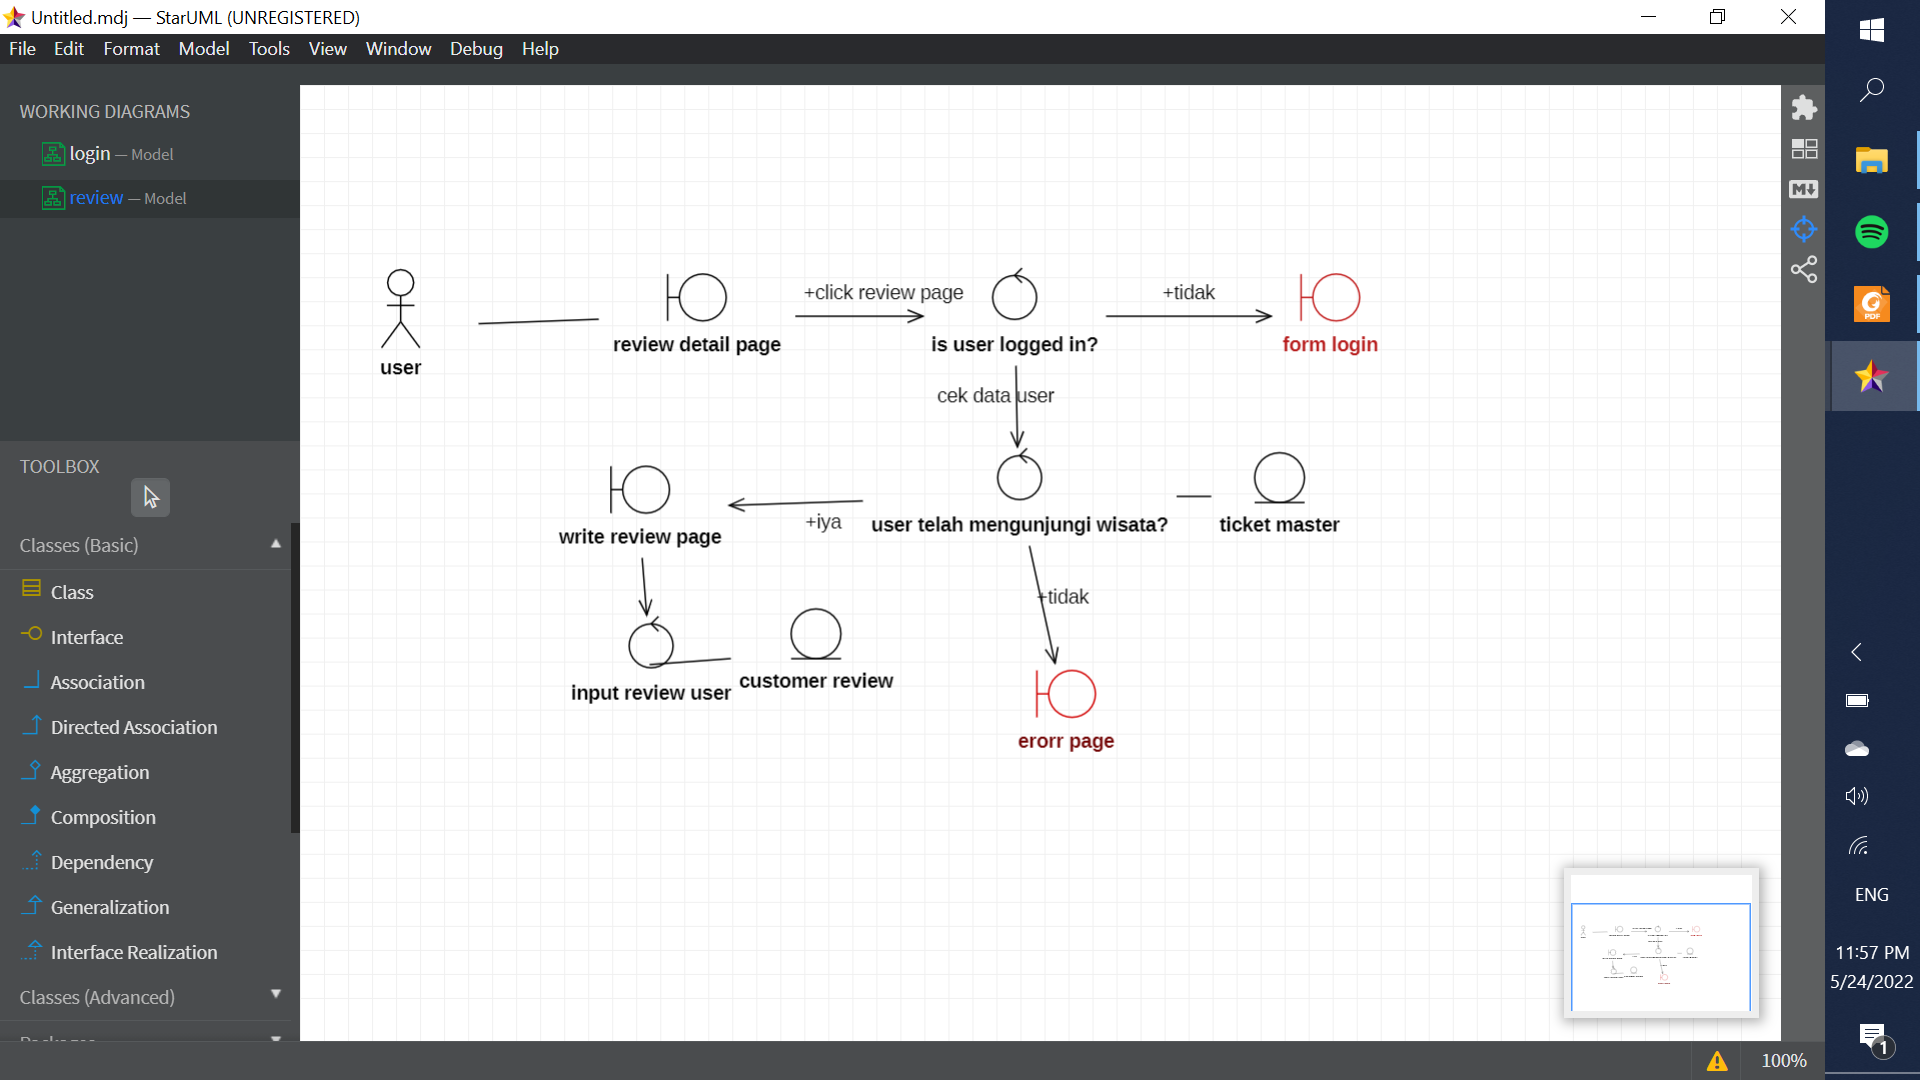 Untitled.mdj — StarUML (UNREGISTERED)
File Edit Format Model Tools View Window Debug Help
WORKING DIAGRAMS
login — Model
review — Model
TOOLBOX
Classes (Basic)
Class
Interface
Association
Directed Association
Aggregation
Composition
Dependency
Generalization
Interface Realization
Classes (Advanced)
user
review detail page
+click review page
is user logged in?
+tidak
form login
cek data user
write review page
+iya
user telah mengunjungi wisata?
ticket master
+tidak
input review user
customer review
erorr page
M
PDF
ENG
11:57 PM
5/24/2022
1
100%